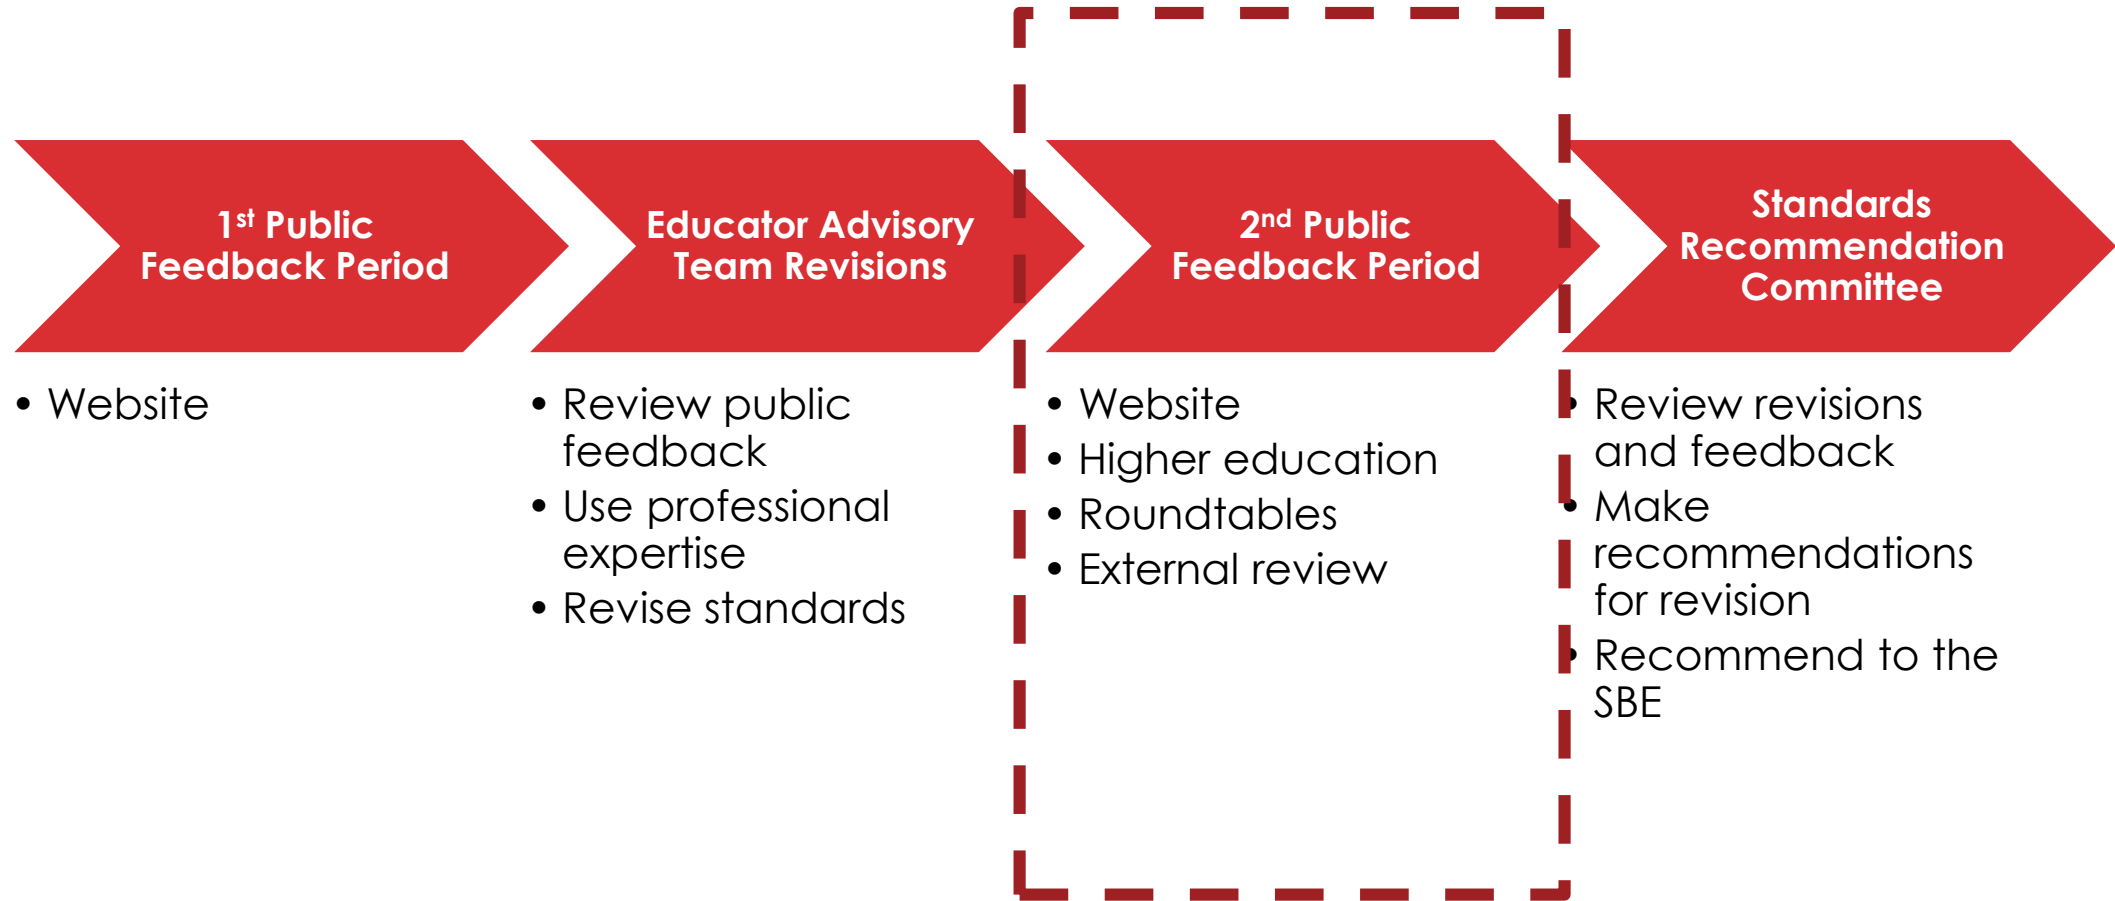 1st Public
Feedback Period
• Website
Educator Advisory
Team Revisions
• Review public
feedback
• Use professional
expertise
• Revise standards
2nd Public
Feedback Period
• Website
• Higher education
• Roundtables
• External review
Standards
Recommendation
Committee
• Review revisions
and feedback
• Make
recommendations
for revision
• Recommend to the
SBE